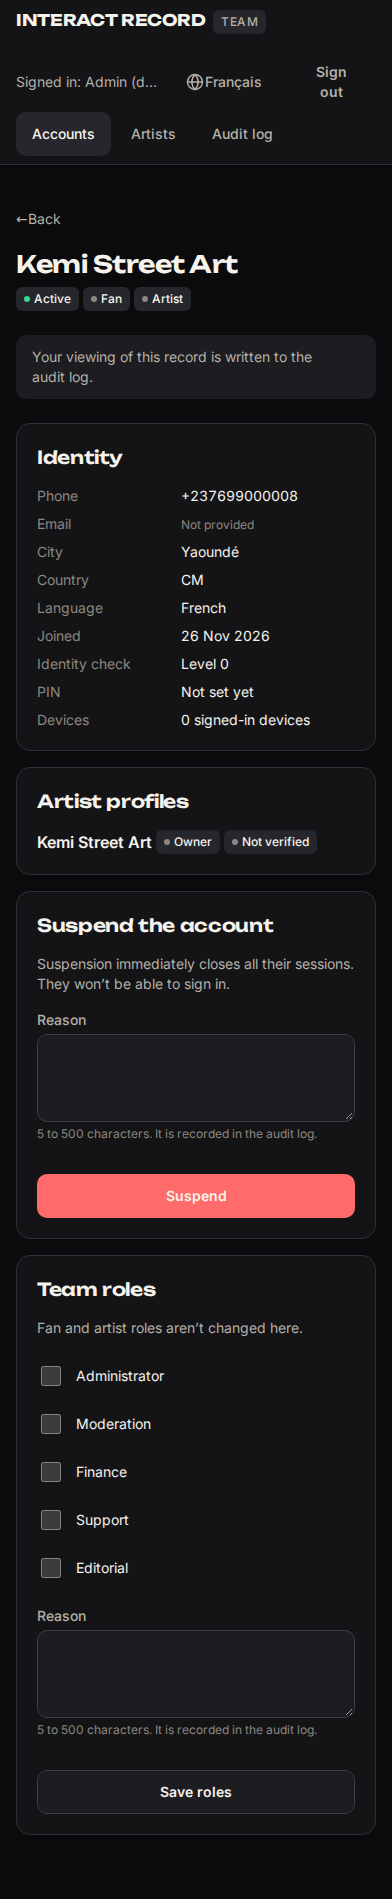 INTERACT RECORD TEAM
Signed in: Admin (d… Français Sign out
Accounts Artists Audit log
←Back
Kemi Street Art
Active Fan Artist
Your viewing of this record is written to the
audit log.
Identity
Phone +237699000008
Email Not provided
City Yaoundé
Country CM
Language French
Joined 26 Nov 2026
Identity check Level 0
PIN Not set yet
Devices 0 signed-in devices
Artist profiles
Kemi Street Art Owner Not verified
Suspend the account
Suspension immediately closes all their sessions.
They won’t be able to sign in.
Reason
5 to 500 characters. It is recorded in the audit log.
Suspend
Team roles
Fan and artist roles aren’t changed here.
Administrator
Moderation
Finance
Support
Editorial
Reason
5 to 500 characters. It is recorded in the audit log.
Save roles